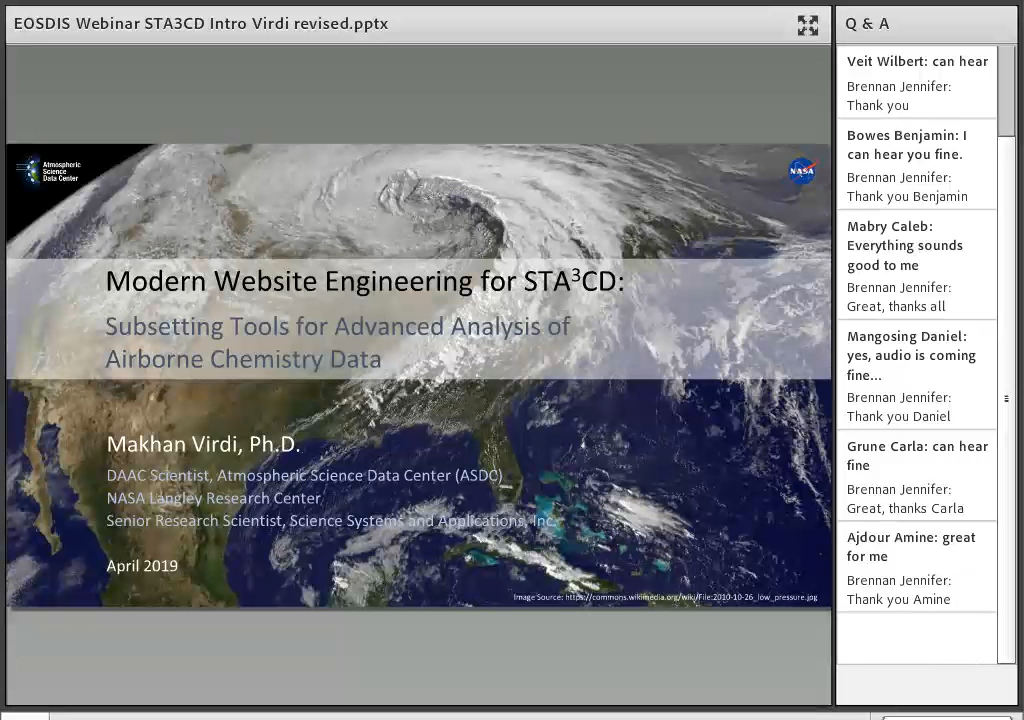 EOSDIS Webinar STA3CD Intro Virdi revised.pptx
Atmospheric
Science
Data Center
NASA
Modern Website Engineering for STA³CD:
Subsetting Tools for Advanced Analysis of
Airborne Chemistry Data
Makhan Virdi, Ph.D.
DAAC Scientist, Atmospheric Science Data Center (ASDC)
NASA Langley Research Center
Senior Research Scientist, Science Systems and Applications, Inc.
April 2019
Image Source: https://commons.wikimedia.org/wiki/File:2010-10-26_low_pressure.jpg
Q & A
Veit Wilbert: can hear
Brennan Jennifer:
Thank you
Bowes Benjamin: I
can hear you fine.
Brennan Jennifer:
Thank you Benjamin
Mabry Caleb:
Everything sounds
good to me
Brennan Jennifer:
Great, thanks all
Mangosing Daniel:
yes, audio is coming
fine...
Brennan Jennifer:
Thank you Daniel
Grune Carla: can hear
fine
Brennan Jennifer:
Great, thanks Carla
Ajdour Amine: great
for me
Brennan Jennifer:
Thank you Amine